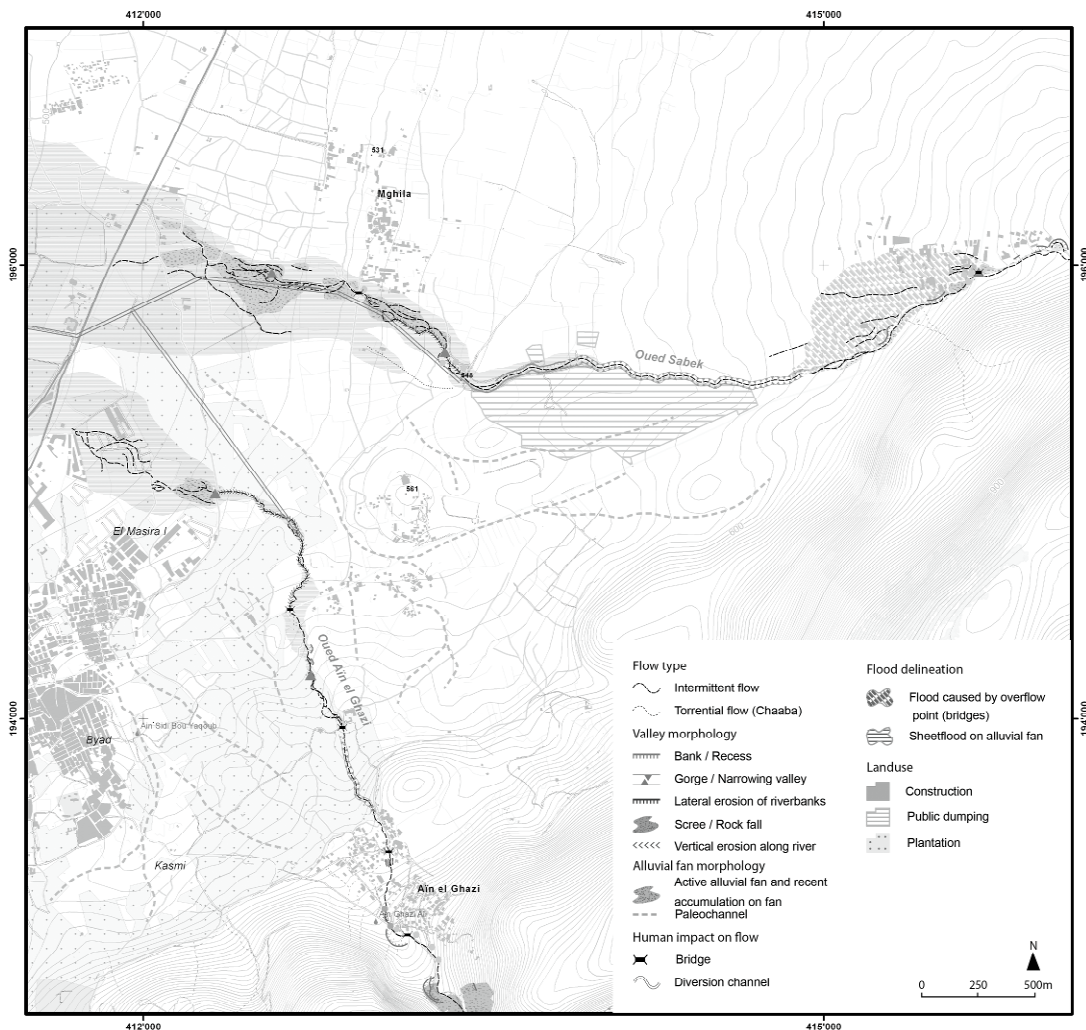 412'000
415'000
500
531
Mghila
196'000
196'000
Oued Sabek
548
561
900
900
El Masira I
Oued Aïn el Ghazi
194'000
194'000
Aïn Sidi Bou Yaqoub
Byad
Kasmi
Aïn el Ghazi
Flow type
Intermittent flow
Torrential flow (Chaaba)
Valley morphology
Bank / Recess
Gorge / Narrowing valley
Lateral erosion of riverbanks
Scree / Rock fall
Vertical erosion along river
Alluvial fan morphology
Active alluvial fan and recent
accumulation on fan
Paleochannel
Human impact on flow
Bridge
Diversion channel
Flood delineation
Flood caused by overflow
point (bridges)
Sheetflood on alluvial fan
Landuse
Construction
Public dumping
Plantation
N
0 250 500m
412'000
415'000